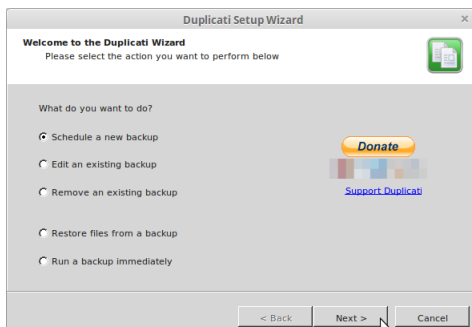 Duplicati Setup Wizard
Welcome to the Duplicati Wizard
Please select the action you want to perform below
What do you want to do?
Schedule a new backup
Edit an existing backup
Remove an existing backup
Restore files from a backup
Run a backup immediately
Donate
Support Duplicati
< Back
Next >
Cancel